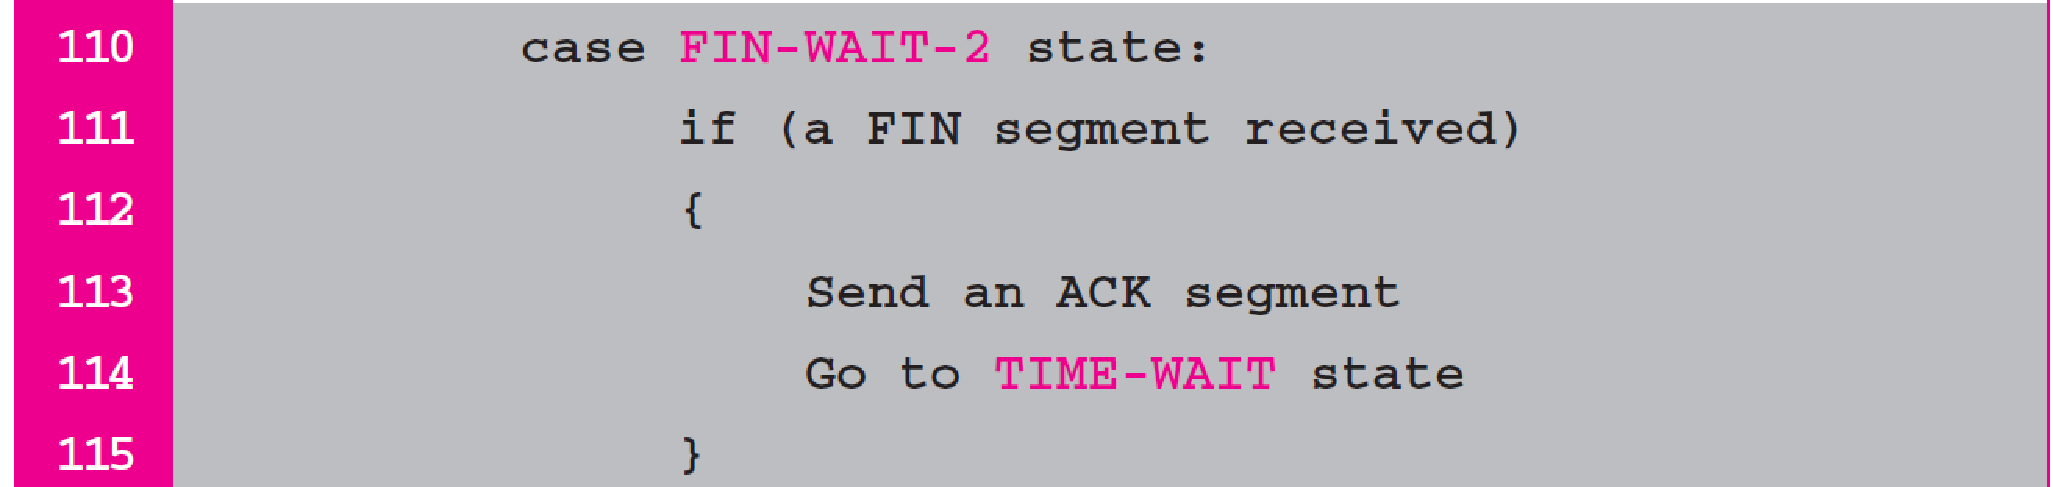 110 case FIN-WAIT-2 state:
111 if (a FIN segment received)
112 {
113 Send an ACK segment
114 Go to TIME-WAIT state
115 }